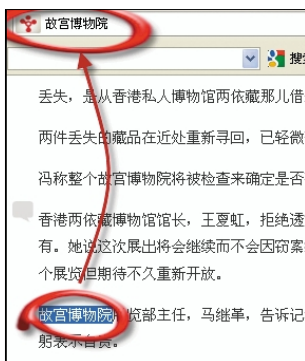 故宫博物院
搜
丢失，是从香港私人博物馆两依藏那儿借
两件丢失的藏品在近处重新寻回，已轻微
冯称整个故宫博物院将被检查来确定是否
香港两依藏博物馆馆长，王夏虹，拒绝透
有。她说这次展出将会继续而不会因窃案
个展览但期待不久重新开放。
故宫博物院 览部主任，马继革，告诉记
躬表示自责。